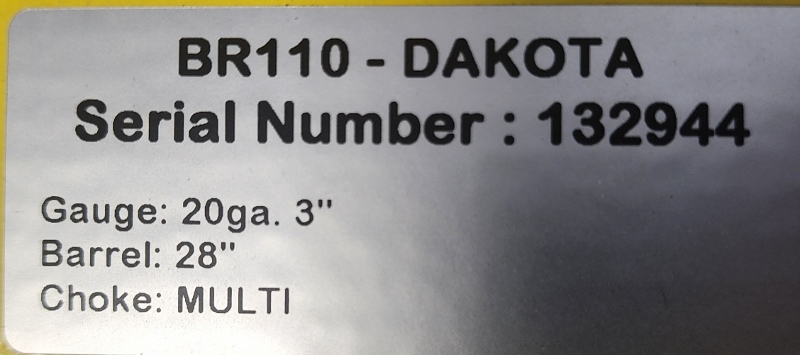 BR110 - DAKOTA
Serial Number : 132944
Gauge: 20ga. 3"
Barrel: 28"
Choke: MULTI